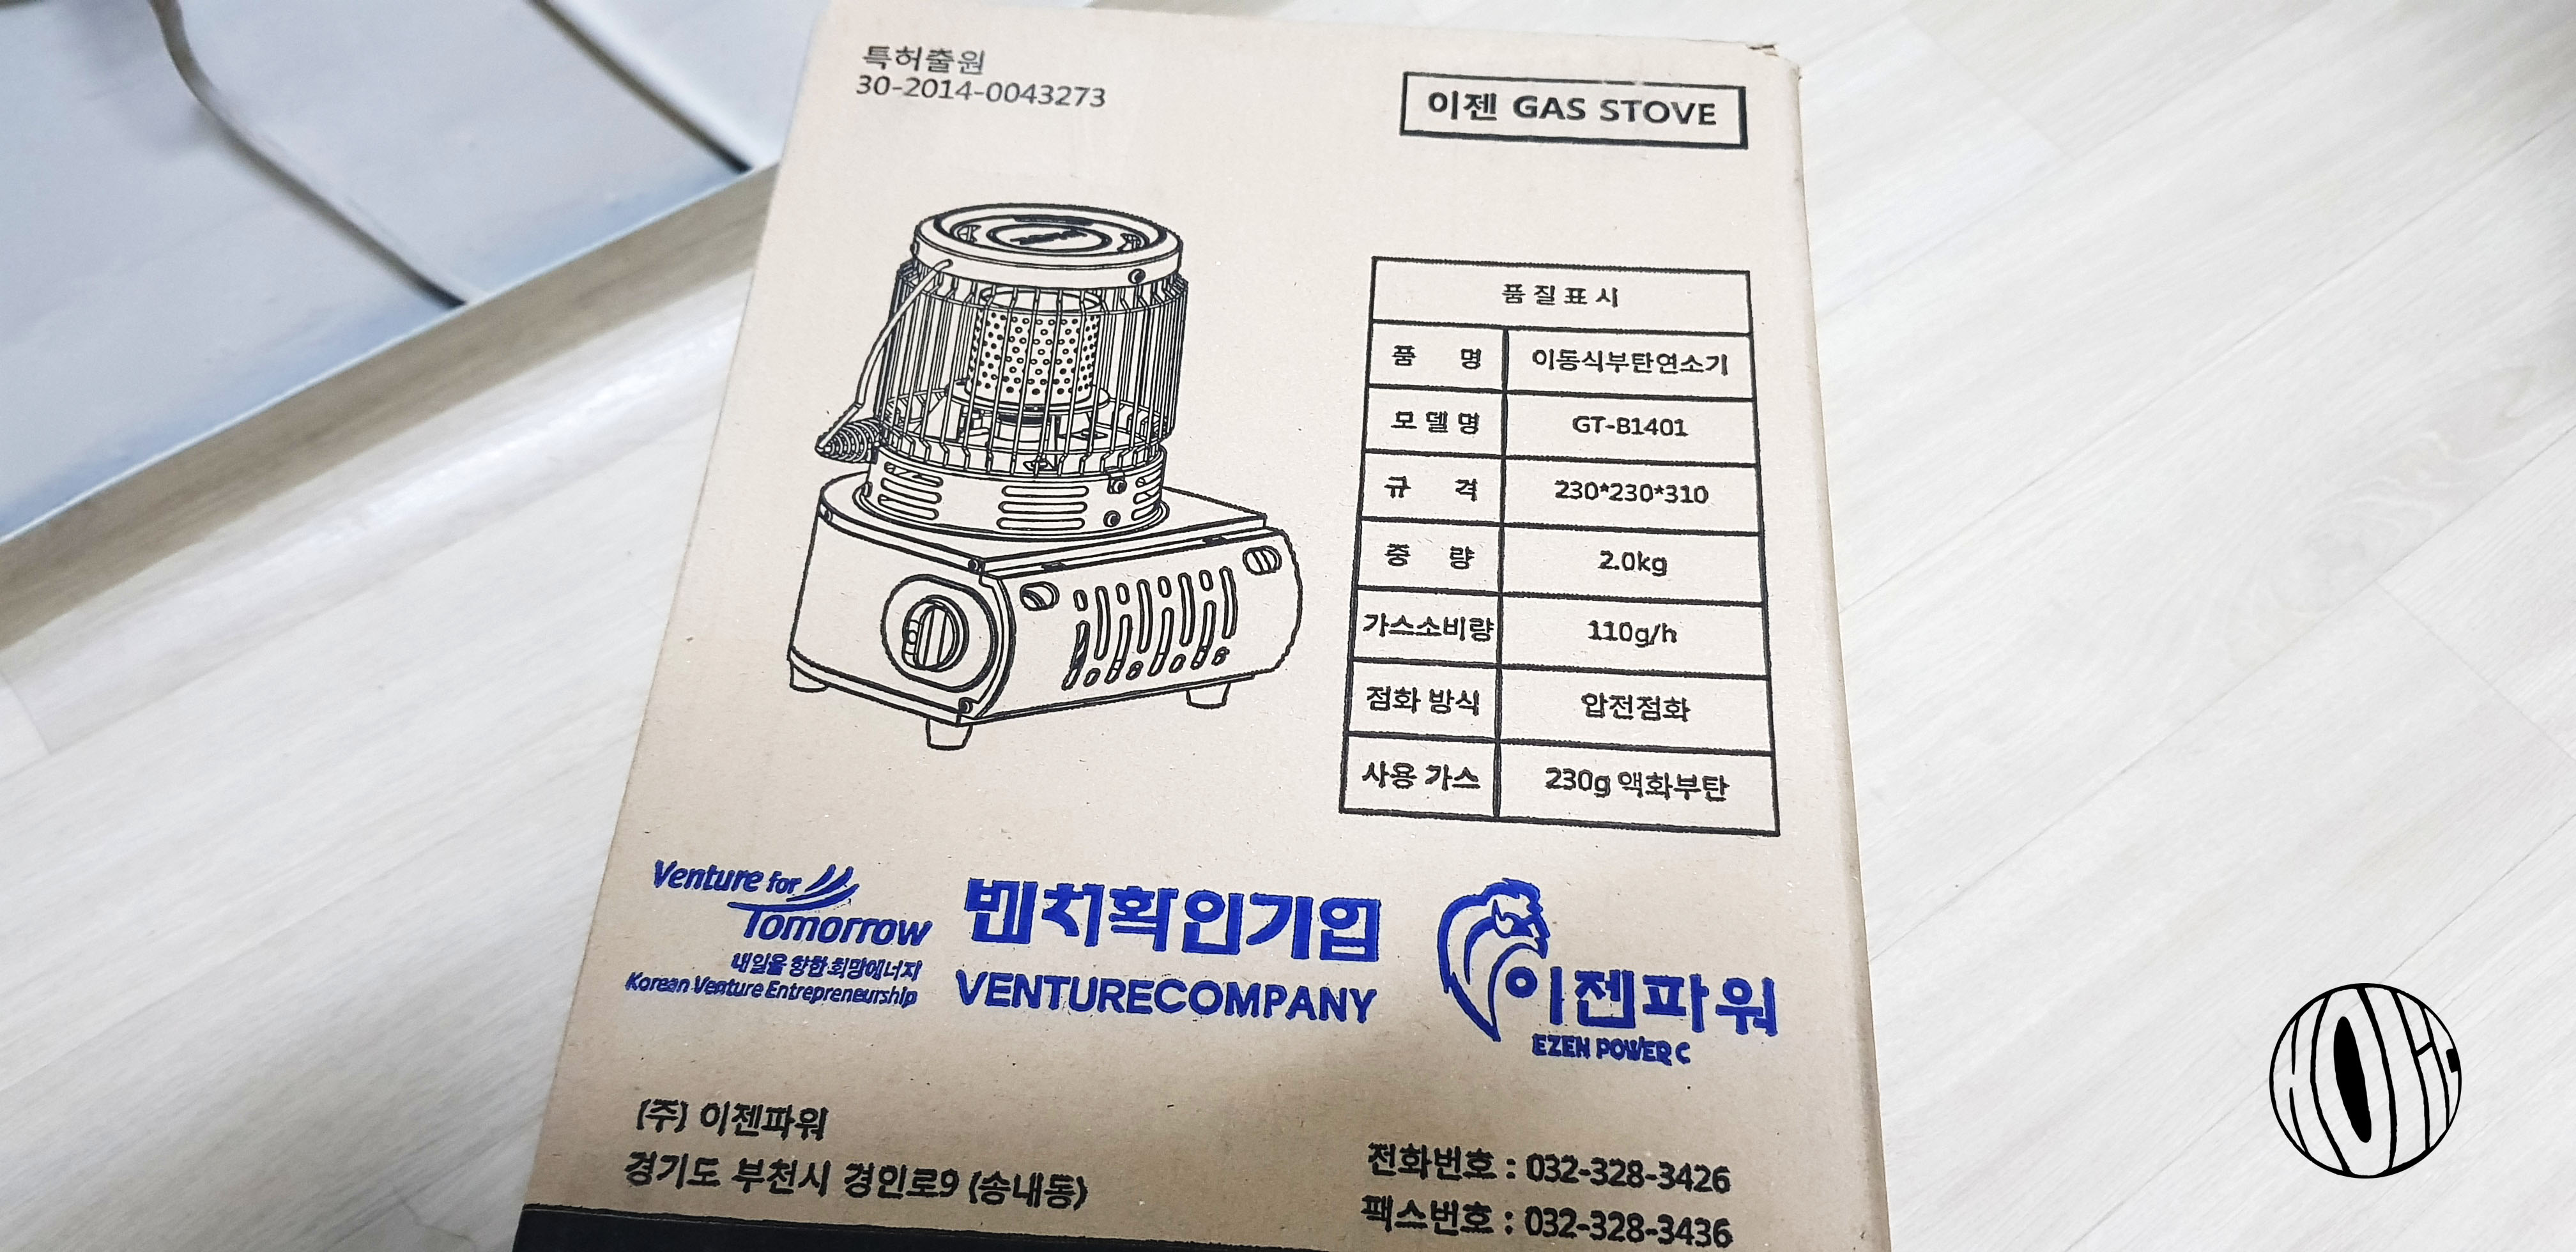 특허출원
30-2014-0043273
이젠 GAS STOVE
품질표시
품 명 이동식부탄연소기
모델명 GT-B1401
규 격 230*230*310
중 량 2.0kg
가스소비량 110g/h
점화 방식 압전점화
사용 가스 230g 액화부탄
Venture for
Tomorrow
내일을 향한 희망에너지
Korean Venture Entrepreneurship
벤처확인기업
VENTURECOMPANY
이젠파워
EZEN POWER C
(주) 이젠파워
경기도 부천시 경인로9 (송내동)
전화번호 : 032-328-3426
팩스번호 : 032-328-3436